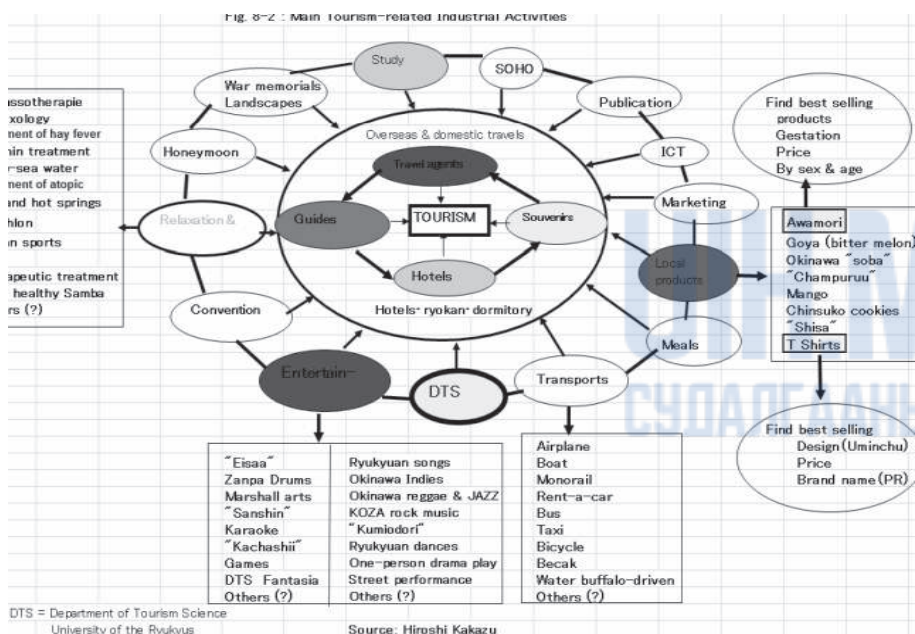 Fig. 8-2 : Main Tourism-related Industrial Activities
Study
SOHO
War memorials
Landscapes
Publication
Overseas & domestic travels
Honeymoon
ICT
Travel agents
Relaxation &
Guides
TOURISM
Souvenirs
Marketing
Hotels
Local
products
Convention
Hotels・ryokan・dormitory
Meals
Entertain-
DTS
Transports
ssotherapie
xology
ment of hay fever
min treatment
-sea water
ment of atopic
and hot springs
hlon
n sports
rapeutic treatment
healthy Samba
rs (?)
Find best selling
products
Gestation
Price
By sex & age
Awamori
Goya (bitter melon)
Okinawa "soba"
"Champuruu"
Mango
Chinsuko cookies
"Shisa"
T Shirts
Find best selling
Design(Uminchu)
Price
Brand name(PR)
"Eisaa"
Zanpa Drums
Marshall arts
"Sanshin"
Karaoke
"Kachashii"
Games
DTS Fantasia
Others (?)
Ryukyuan songs
Okinawa Indies
Okinawa reggae & JAZZ
KOZA rock music
"Kumiodori"
Ryukyuan dances
One-person drama play
Street performance
Others (?)
Airplane
Boat
Monorail
Rent-a-car
Bus
Taxi
Bicycle
Becak
Water buffalo-driven
Others (?)
DTS = Department of Tourism Science
University of the Ryukyus
Source: Hiroshi Kakazu